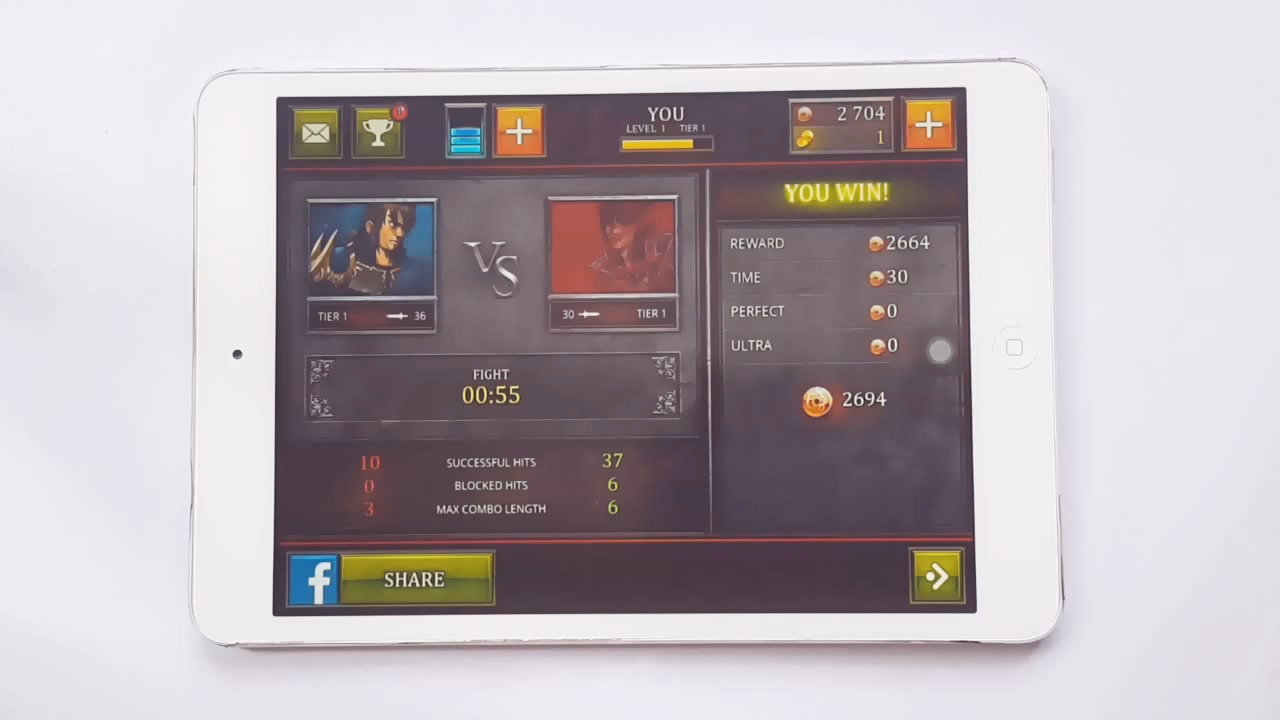 YOU
LEVEL 1 TIER 1
2 704
1
YOU WIN!
VS
TIER 1 36
30 TIER 1
REWARD 2664
TIME 30
PERFECT 0
ULTRA 0
2694
FIGHT
00:55
10 SUCCESSFUL HITS 37
0 BLOCKED HITS 6
3 MAX COMBO LENGTH 6
f SHARE